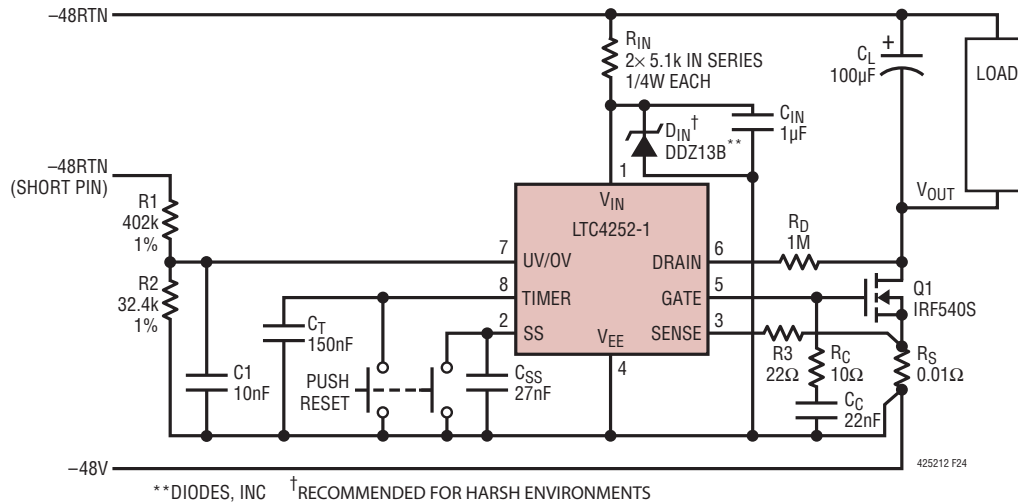 −48RTN
RIN
2× 5.1k IN SERIES
1/4W EACH
+
CL
100µF
LOAD
CIN
1µF
DIN†
DDZ13B**
−48RTN
(SHORT PIN)
1
VIN
VOUT
R1
402k
1%
LTC4252-1
RD
1M
7
UV/OV
DRAIN
6
R2
32.4k
1%
8
TIMER
GATE
5
Q1
IRF540S
2
SS
VEE
SENSE
3
CT
150nF
4
R3
22Ω
RC
10Ω
RS
0.01Ω
C1
10nF
PUSH
RESET
CSS
27nF
CC
22nF
−48V
425212 F24
**DIODES, INC †RECOMMENDED FOR HARSH ENVIRONMENTS